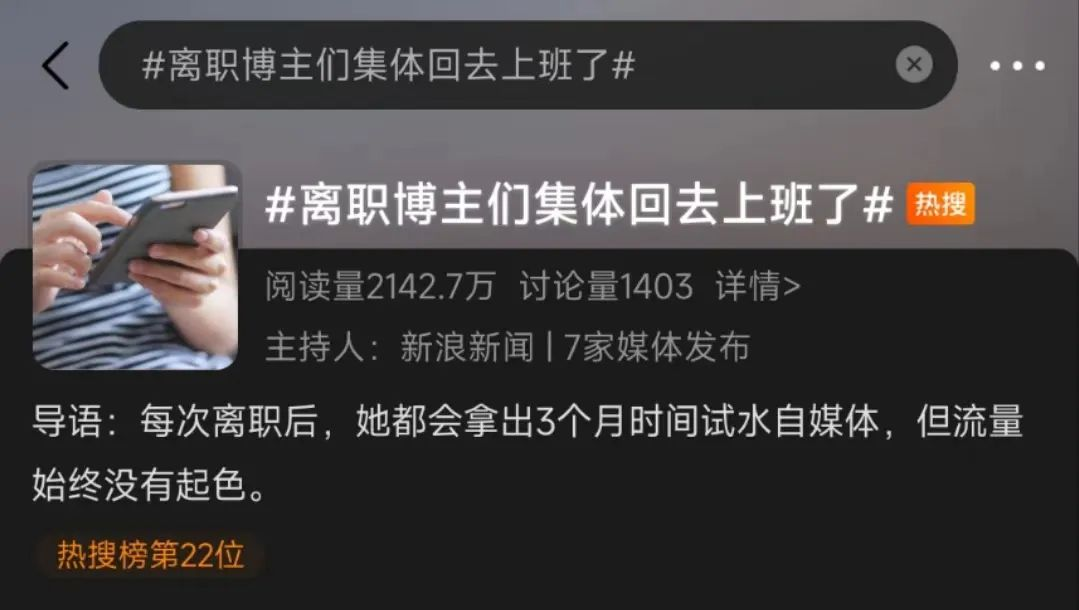 #离职博主们集体回去上班了#
#离职博主们集体回去上班了# 热搜
阅读量2142.7万 讨论量1403 详情>
主持人：新浪新闻 | 7家媒体发布
导语：每次离职后，她都会拿出3个月时间试水自媒体，但流量
始终没有起色。
热搜榜第22位